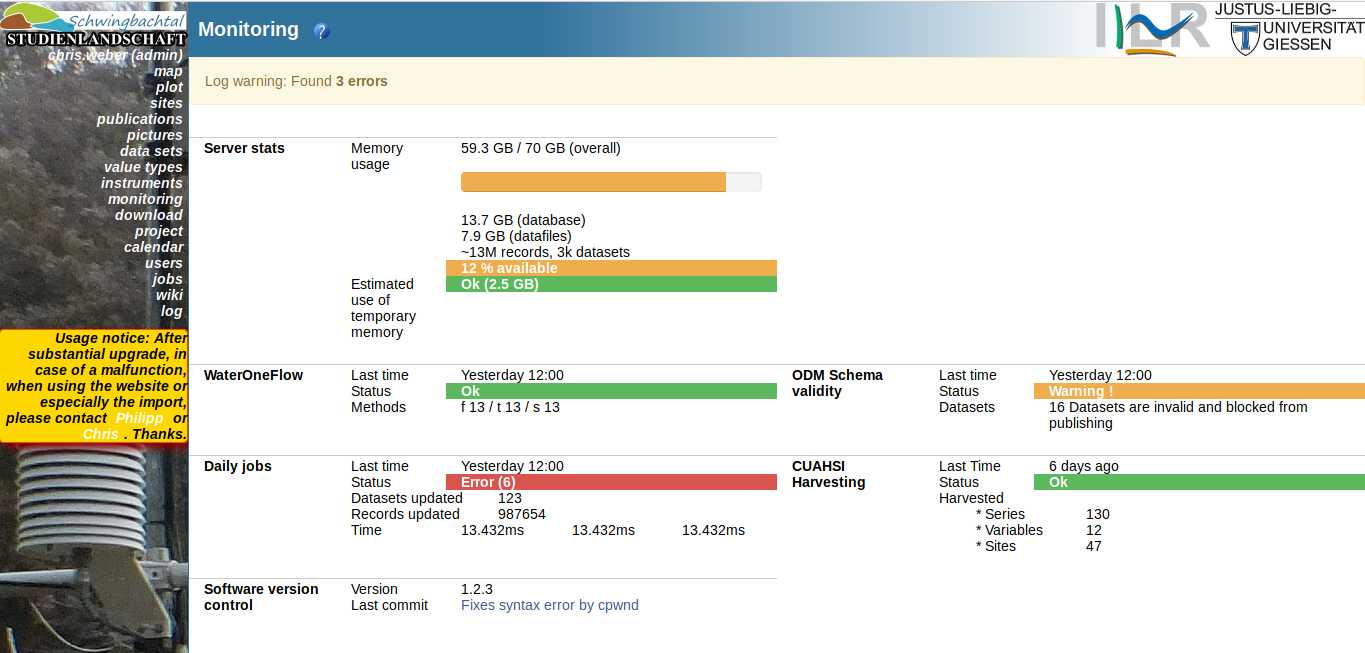 Schwingbachtal
STUDIENLANDSCHAFT
chris.weber (admin)
map
plot
sites
publications
pictures
data sets
value types
instruments
monitoring
download
project
calendar
users
jobs
wiki
log
Usage notice: After
substantial upgrade, in
case of a malfunction,
when using the website or
especially the import,
please contact Philipp or
Chris . Thanks.
Monitoring ?
ILR
JUSTUS-LIEBIG-
UNIVERSITÄT
GIESSEN
Log warning: Found 3 errors
Server stats
Memory
usage
59.3 GB / 70 GB (overall)
13.7 GB (database)
7.9 GB (datafiles)
~13M records, 3k datasets
12 % available
Estimated
use of
temporary
memory
Ok (2.5 GB)
WaterOneFlow
Last time Yesterday 12:00
Status Ok
Methods f 13 / t 13 / s 13
ODM Schema
validity
Last time Yesterday 12:00
Status Warning !
Datasets 16 Datasets are invalid and blocked from
publishing
Daily jobs
Last time Yesterday 12:00
Status Error (6)
Datasets updated 123
Records updated 987654
Time 13.432ms 13.432ms 13.432ms
CUAHSI
Harvesting
Last Time 6 days ago
Status Ok
Harvested
* Series 130
* Variables 12
* Sites 47
Software version
control
Version 1.2.3
Last commit Fixes syntax error by cpwnd